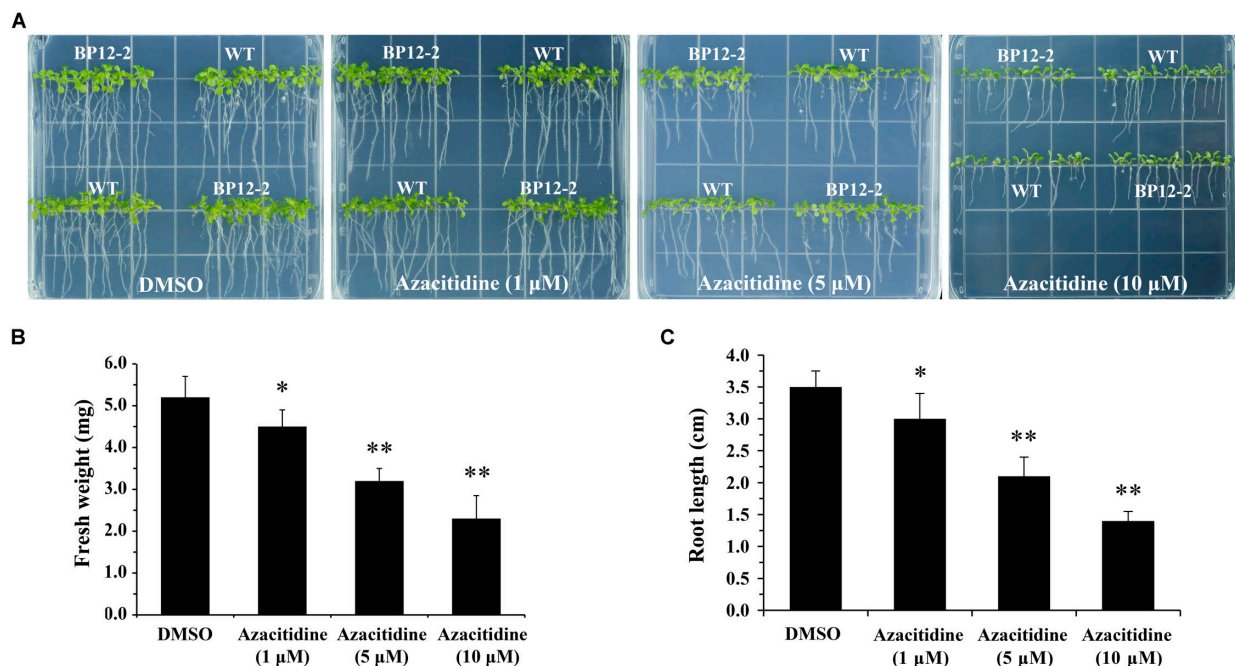 A
BP12-2 WT
WT BP12-2
DMSO
BP12-2 WT
WT BP12-2
Azacitidine (1 µM)
BP12-2 WT
WT BP12-2
Azacitidine (5 µM)
BP12-2 WT
WT BP12-2
Azacitidine (10 µM)
B
Fresh weight (mg)
6.0
5.0
4.0
3.0
2.0
1.0
0.0
*
**
**
DMSO Azacitidine Azacitidine Azacitidine
(1 µM) (5 µM) (10 µM)
C
Root length (cm)
4.0
3.5
3.0
2.5
2.0
1.5
1.0
0.5
0.0
*
**
**
DMSO Azacitidine Azacitidine Azacitidine
(1 µM) (5 µM) (10 µM)